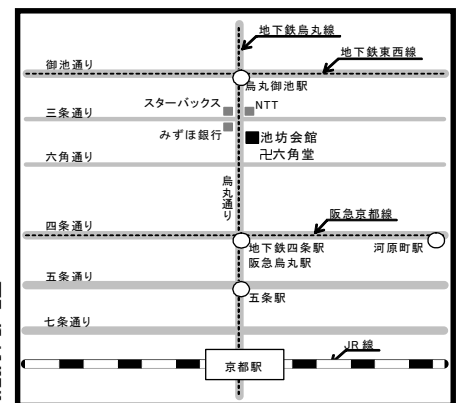 地下鉄烏丸線
地下鉄東西線
御池通り
烏丸御池駅
スターバックス
NTT
三条通り
みずほ銀行
池坊会館
卍六角堂
六角通り
烏丸通り
阪急京都線
四条通り
地下鉄四条駅
阪急烏丸駅
河原町駅
五条通り
五条駅
七条通り
JR線
京都駅